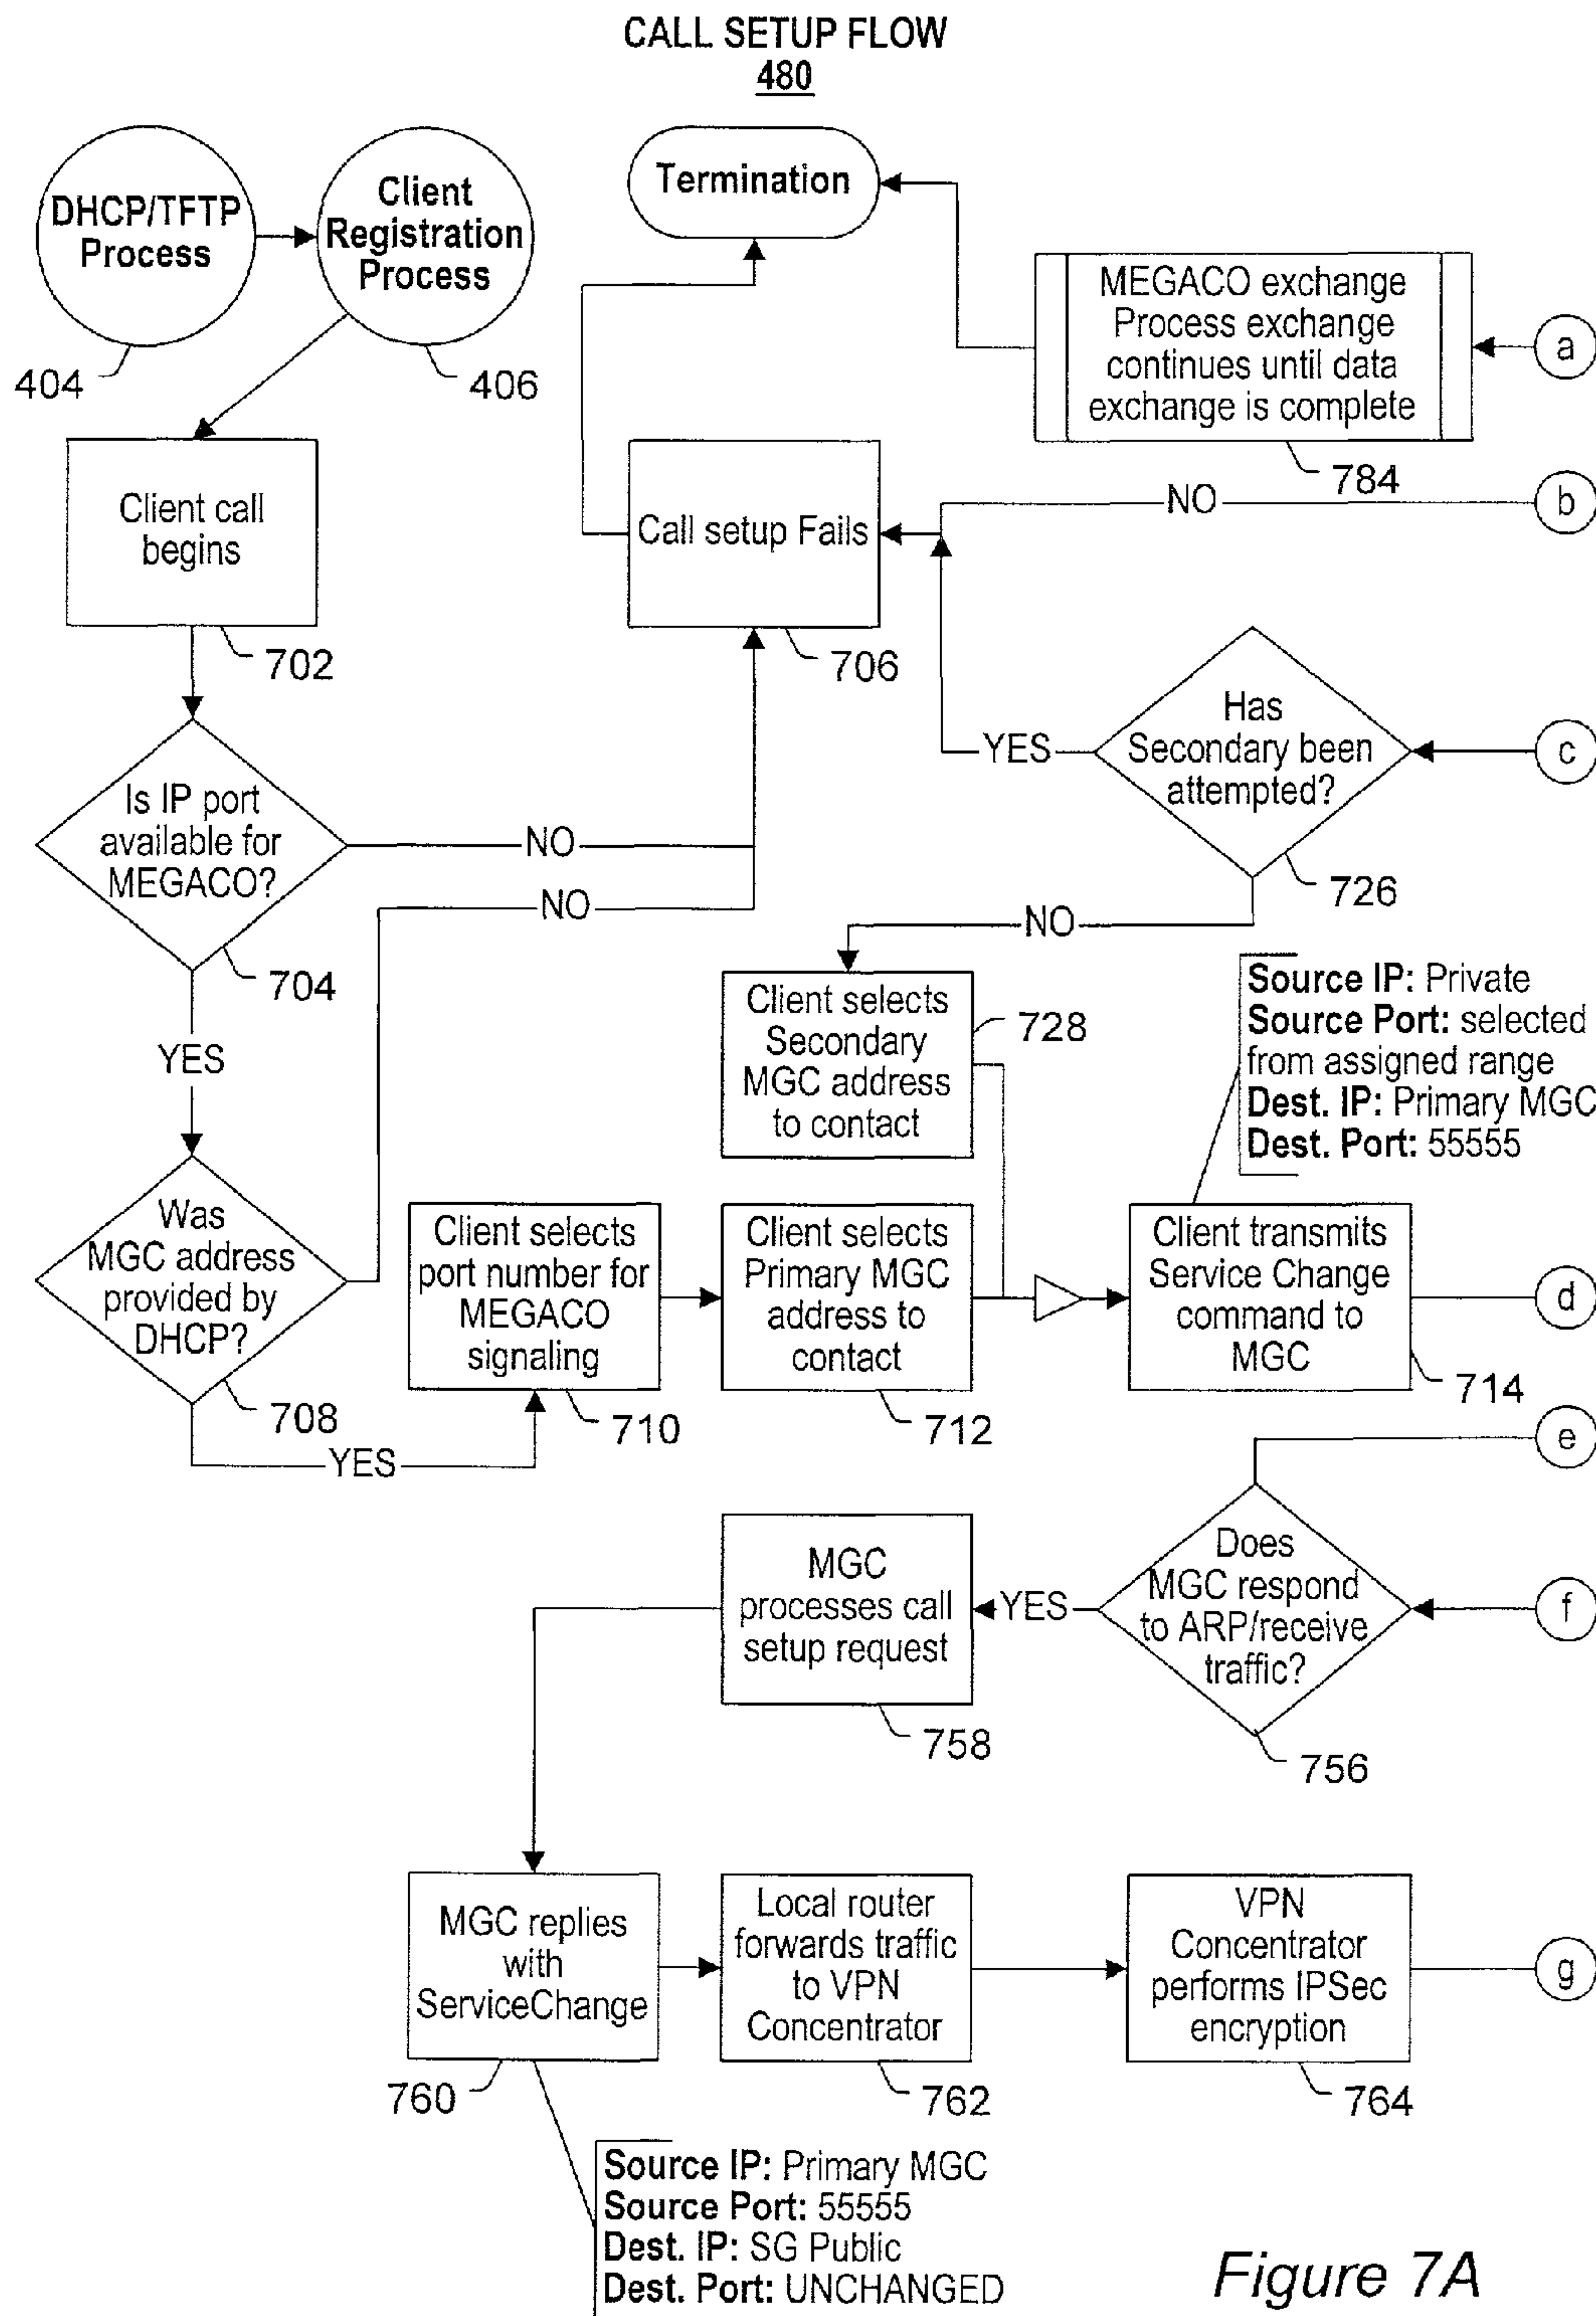 CALL SETUP FLOW
480
DHCP/TFTP
Process
404
Client
Registration
Process
406
Termination
MEGACO exchange
Process exchange
continues until data
exchange is complete
784
a
Client call
begins
702
Call setup Fails
706
NO
b
Has
Secondary been
attempted?
726
YES
c
Is IP port
available for
MEGACO?
704
NO
NO
YES
NO
Client selects
Secondary
MGC address
to contact
728
Source IP: Private
Source Port: selected
from assigned range
Dest. IP: Primary MGC
Dest. Port: 55555
Was
MGC address
provided by
DHCP?
708
YES
Client selects
port number for
MEGACO
signaling
710
Client selects
Primary MGC
address to
contact
712
Client transmits
Service Change
command to
MGC
714
d
e
Does
MGC respond
to ARP/receive
traffic?
756
f
YES
MGC
processes call
setup request
758
MGC replies
with
ServiceChange
760
Local router
forwards traffic
to VPN
Concentrator
762
VPN
Concentrator
performs IPSec
encryption
764
g
Source IP: Primary MGC
Source Port: 55555
Dest. IP: SG Public
Dest. Port: UNCHANGED
Figure 7A